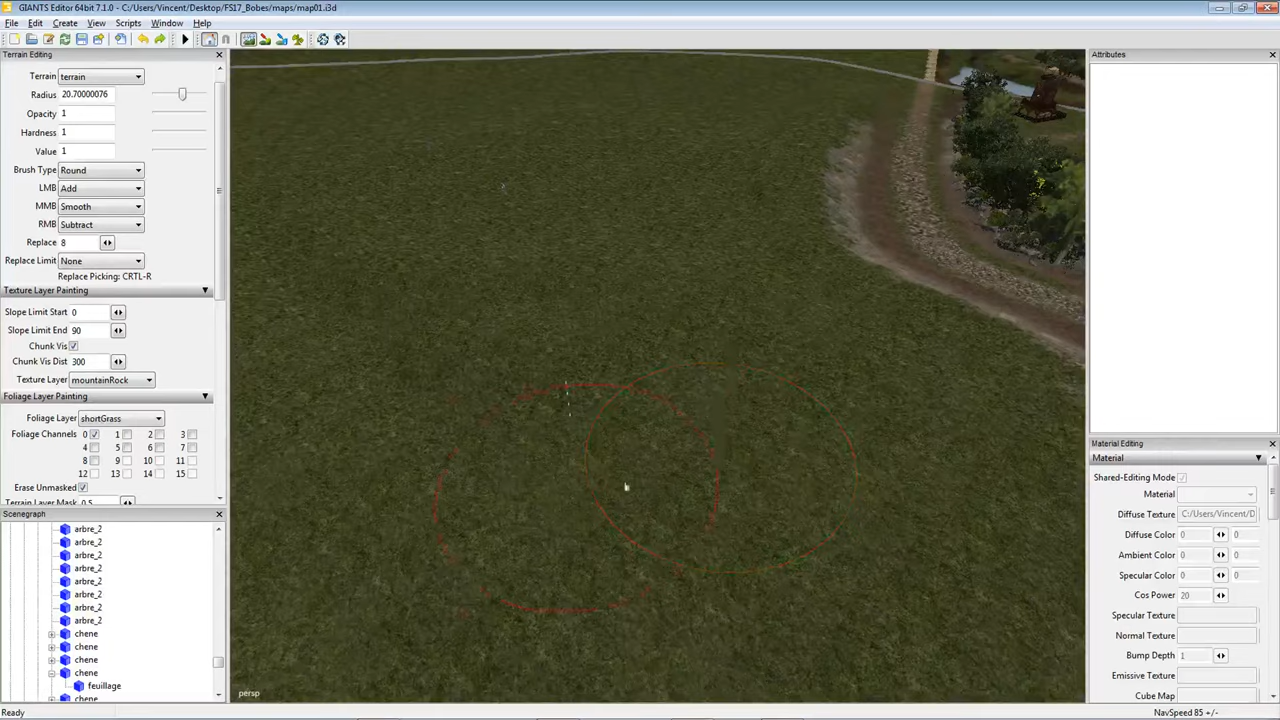 GIANTS Editor 64bit 7.1.0 - C:/Users/Vincent/Desktop/FS17_Bobes/maps/map01.i3d
File Edit Create View Scripts Window Help
Terrain Editing
Terrain terrain
Radius 20.70000076
Opacity 1
Hardness 1
Value 1
Brush Type Round
LMB Add
MMB Smooth
RMB Subtract
Replace 8
Replace Limit None
Replace Picking: CRTL-R
Texture Layer Painting
Slope Limit Start 0
Slope Limit End 90
Chunk Vis
Chunk Vis Dist 300
Texture Layer mountainRock
Foliage Layer Painting
Foliage Layer shortGrass
Foliage Channels 0 1 2 3
4 5 6 7
8 9 10 11
12 13 14 15
Erase Unmasked
Terrain Layer Mask 0.5
Scenegraph
arbre_2
arbre_2
arbre_2
arbre_2
arbre_2
arbre_2
arbre_2
arbre_2
chene
chene
chene
chene
feuillage
chene
Ready
persp
Attributes
Material Editing
Material
Shared-Editing Mode
Material
Diffuse Texture C:/Users/Vincent/D
Diffuse Color 0 0
Ambient Color 0 0
Specular Color 0 0
Cos Power 20
Specular Texture
Normal Texture
Bump Depth 1
Emissive Texture
Cube Map
NavSpeed 85 +/-